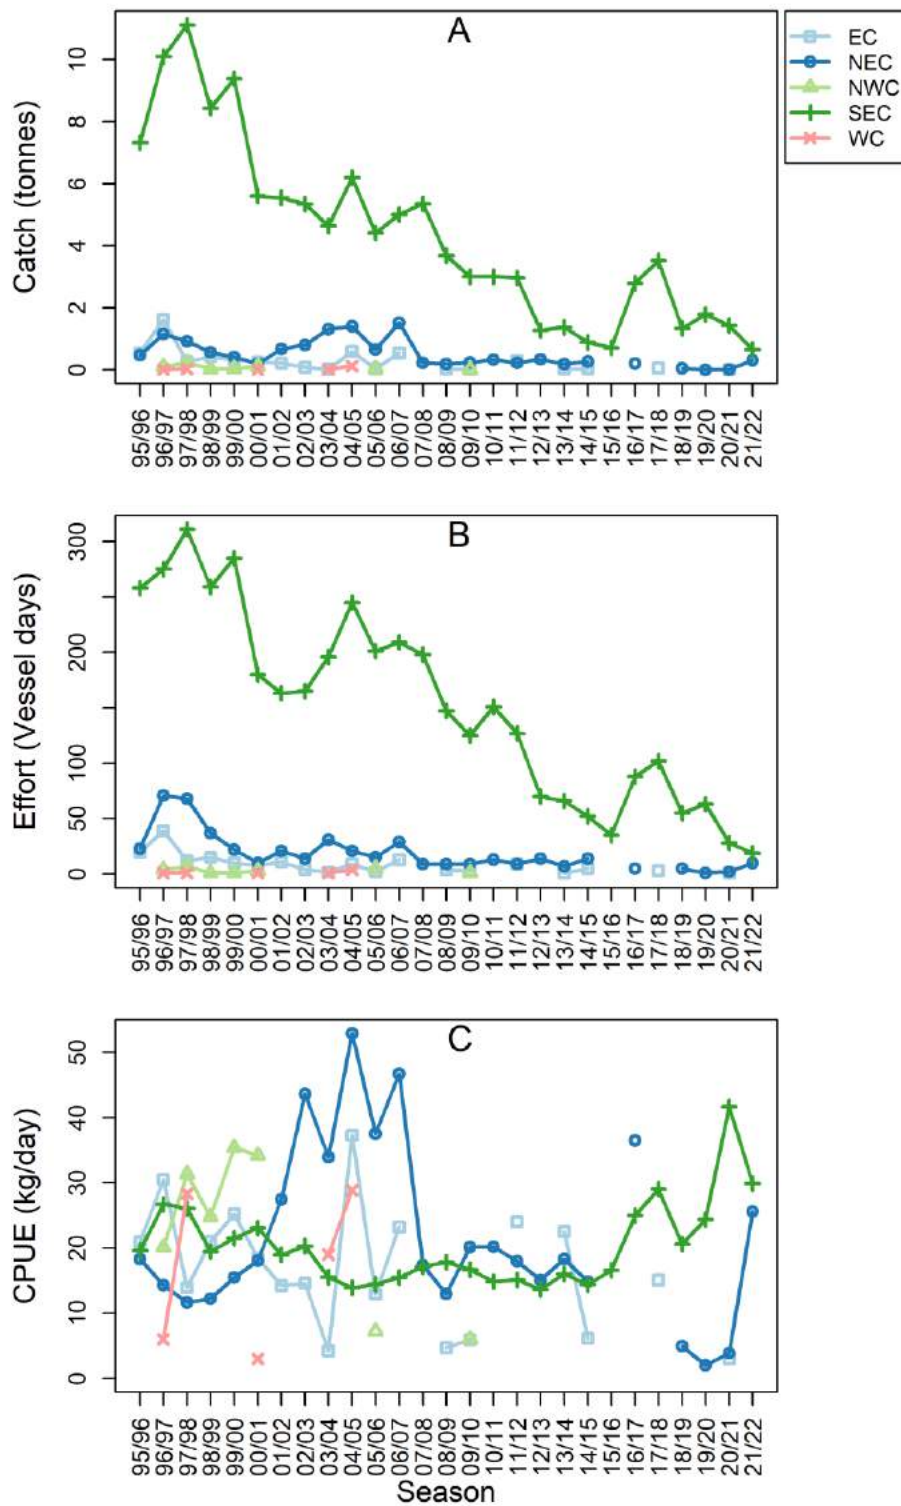 A
EC
NEC
NWC
SEC
WC
Catch (tonnes)
10
8
6
4
2
0
95/96 96/97 97/98 98/99 99/00 00/01 01/02 02/03 03/04 04/05 05/06 06/07 07/08 08/09 09/10 10/11 11/12 12/13 13/14 14/15 15/16 16/17 17/18 18/19 19/20 20/21 21/22
B
Effort (Vessel days)
300
200
100
50
0
95/96 96/97 97/98 98/99 99/00 00/01 01/02 02/03 03/04 04/05 05/06 06/07 07/08 08/09 09/10 10/11 11/12 12/13 13/14 14/15 15/16 16/17 17/18 18/19 19/20 20/21 21/22
C
CPUE (kg/day)
50
40
30
20
10
0
95/96 96/97 97/98 98/99 99/00 00/01 01/02 02/03 03/04 04/05 05/06 06/07 07/08 08/09 09/10 10/11 11/12 12/13 13/14 14/15 15/16 16/17 17/18 18/19 19/20 20/21 21/22
Season